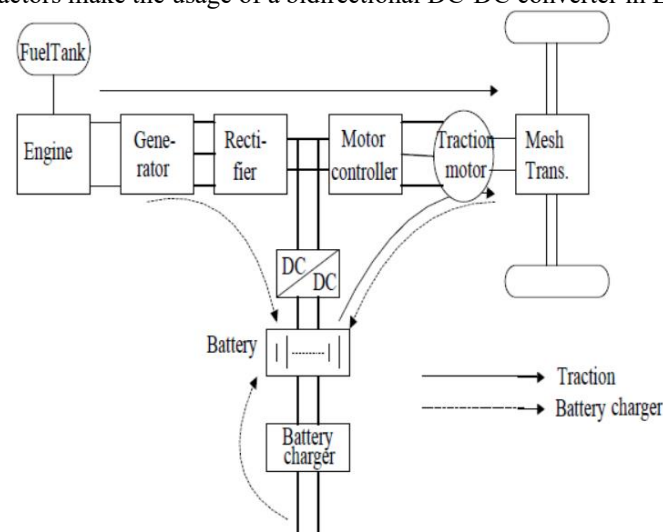 actors make the usage of a bidirectional DC-DC converter in
FuelTank
Engine
Gene-
rator
Recti-
fier
Motor
controller
Traction
motor
Mesh
Trans.
DC
DC
Battery
Traction
Battery charger
Battery
charger